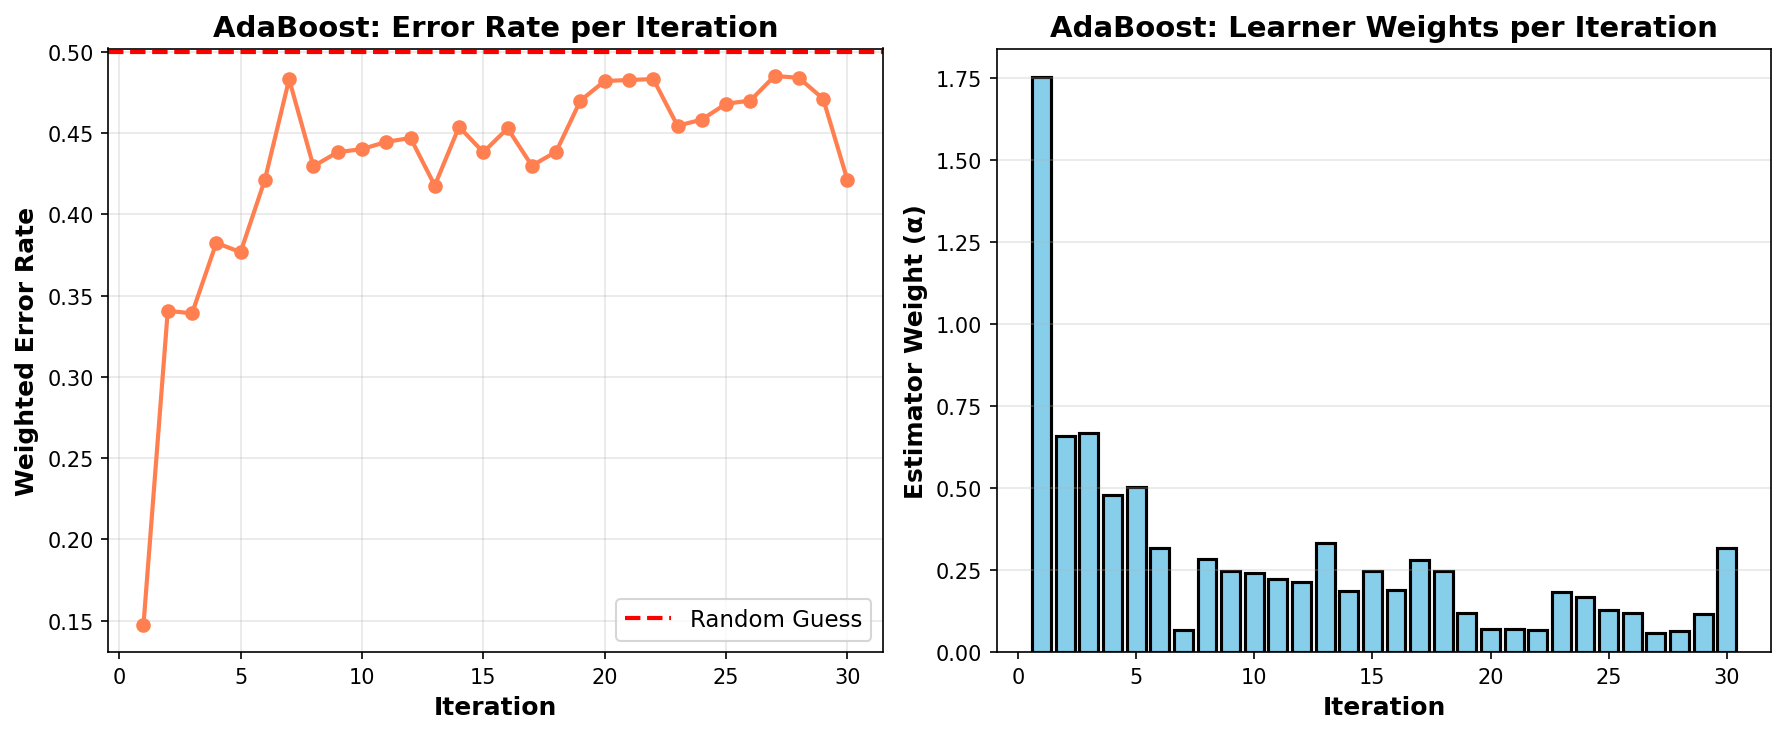 AdaBoost: Error Rate per Iteration
Weighted Error Rate
0.50
0.45
0.40
0.35
0.30
0.25
0.20
0.15
Random Guess
0 5 10 15 20 25 30
Iteration
AdaBoost: Learner Weights per Iteration
Estimator Weight (α)
1.75
1.50
1.25
1.00
0.75
0.50
0.25
0.00
0 5 10 15 20 25 30
Iteration